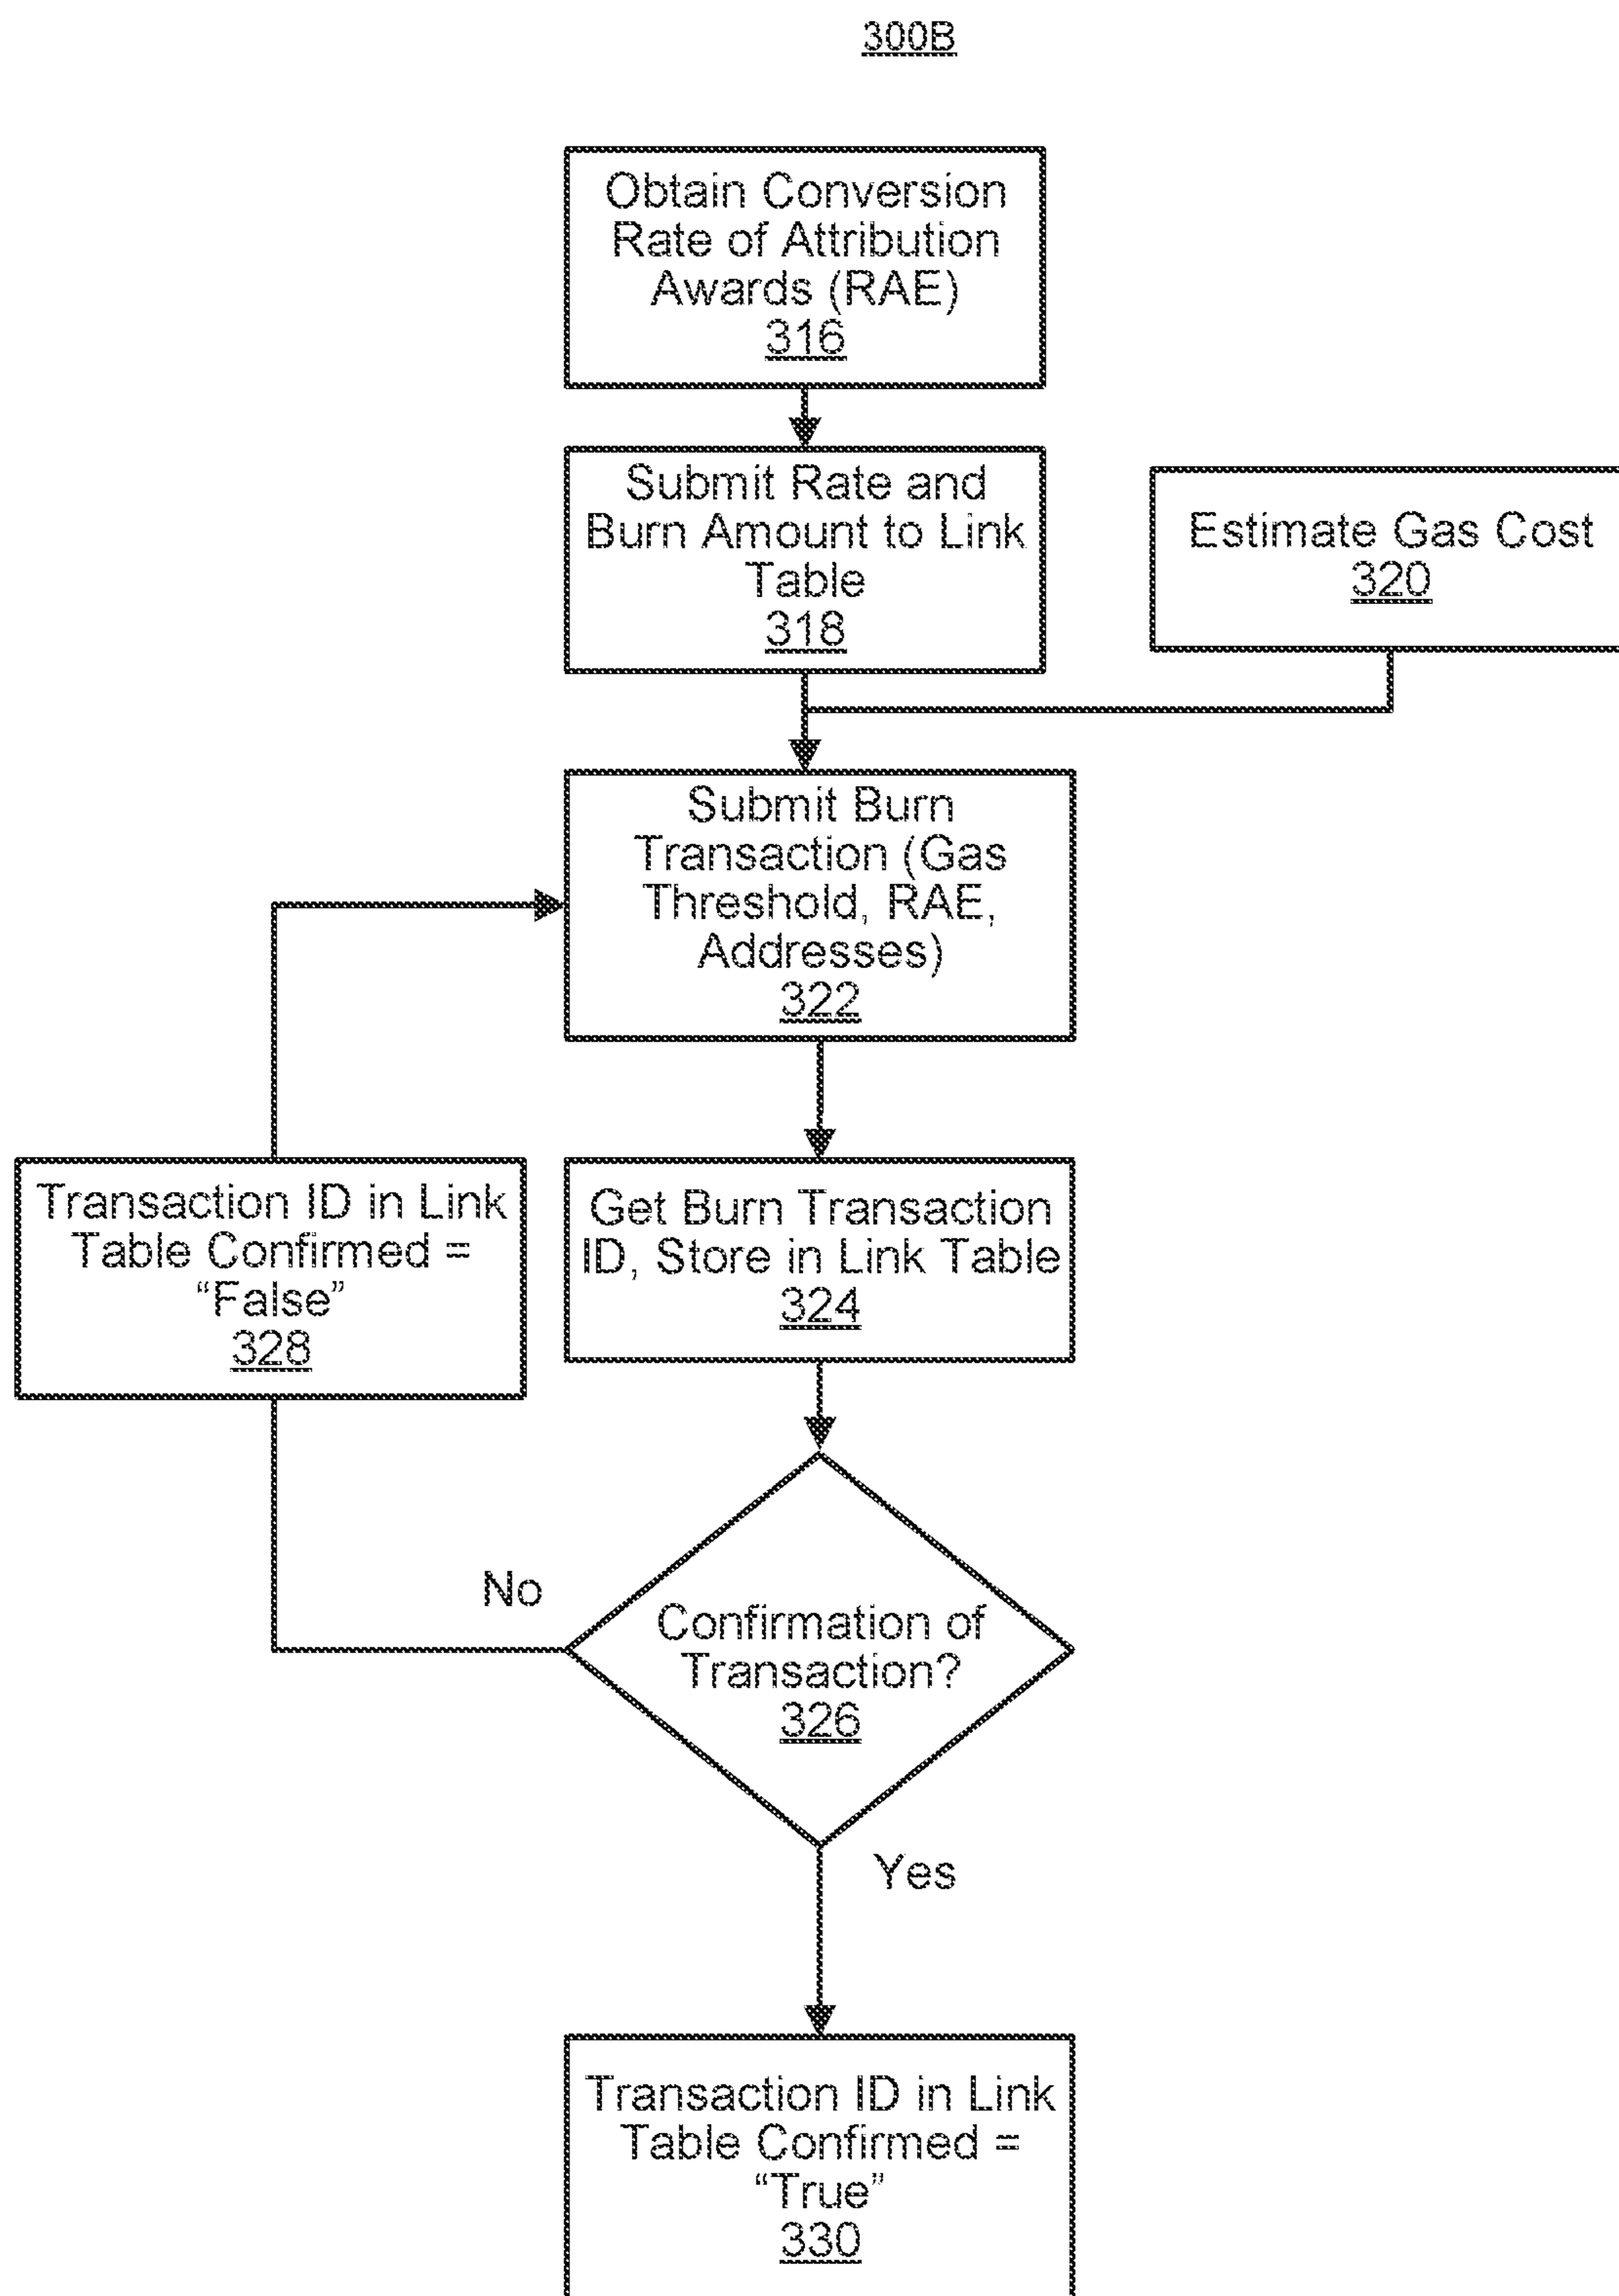 300B
Obtain Conversion
Rate of Attribution
Awards (RAE)
316
Submit Rate and
Burn Amount to Link
Table
318
Estimate Gas Cost
320
Submit Burn
Transaction (Gas
Threshold, RAE,
Addresses)
322
Transaction ID in Link
Table Confirmed =
“False”
328
Get Burn Transaction
ID, Store in Link Table
324
No
Confirmation of
Transaction?
326
Yes
Transaction ID in Link
Table Confirmed =
“True”
330